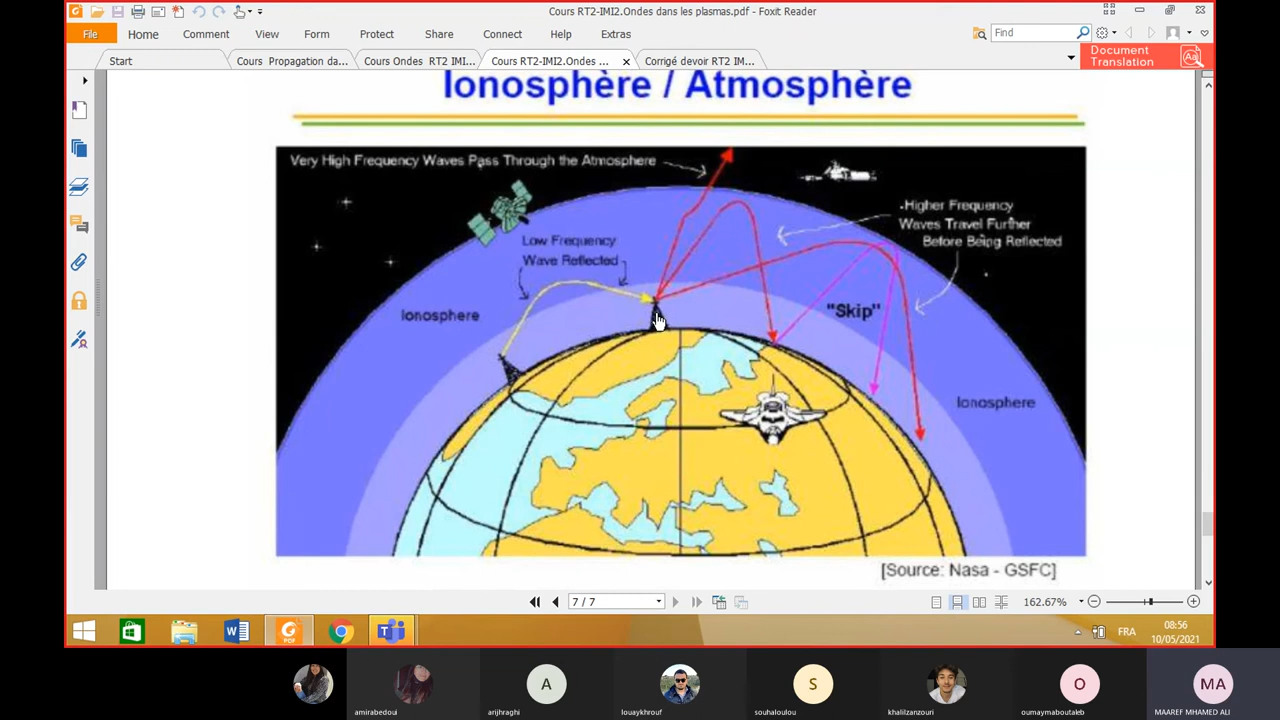 Cours RT2-IMI2.Ondes dans les plasmas.pdf - Foxit Reader
File Home Comment View Form Protect Share Connect Help Extras
Find
Start
Cours Propagation da...
Cours Ondes RT2 IMI...
Cours RT2-IMI2.Ondes ...
Corrigé devoir RT2 IM...
Document
Translation
Ionosphère / Atmosphère
Very High Frequency Waves Pass Through the Atmosphere
.Higher Frequency
Waves Travel Further
Before Being Reflected
Low Frequency
Wave Reflected
Ionosphere
"Skip"
Ionosphere
[Source: Nasa - GSFC]
7 / 7
162.67%
FRA
08:56
10/05/2021
A
S
O
MA
amirabedoui
arijhraghi
louaykhrouf
souhaloulou
khalilzanzouri
oumaymaboutaleb
MAAREF MHAMED ALI